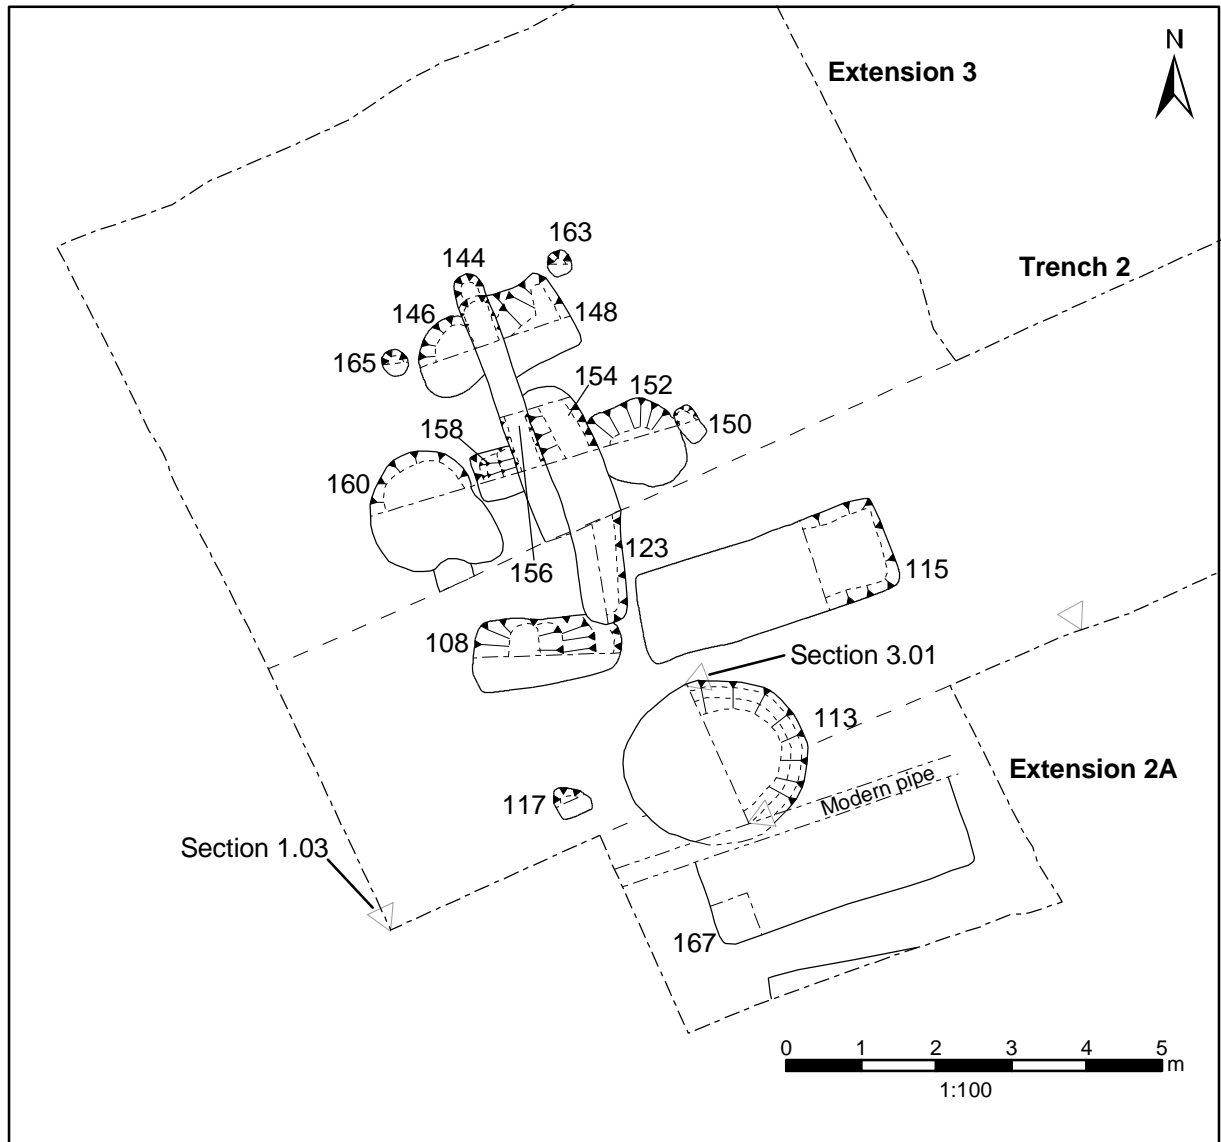 N
Extension 3
163
144
Trench 2
146
148
165
154
152
150
158
160
123
156
115
108
Section 3.01
113
Extension 2A
Modern pipe
117
Section 1.03
167
0 1 2 3 4 5
m
1:100